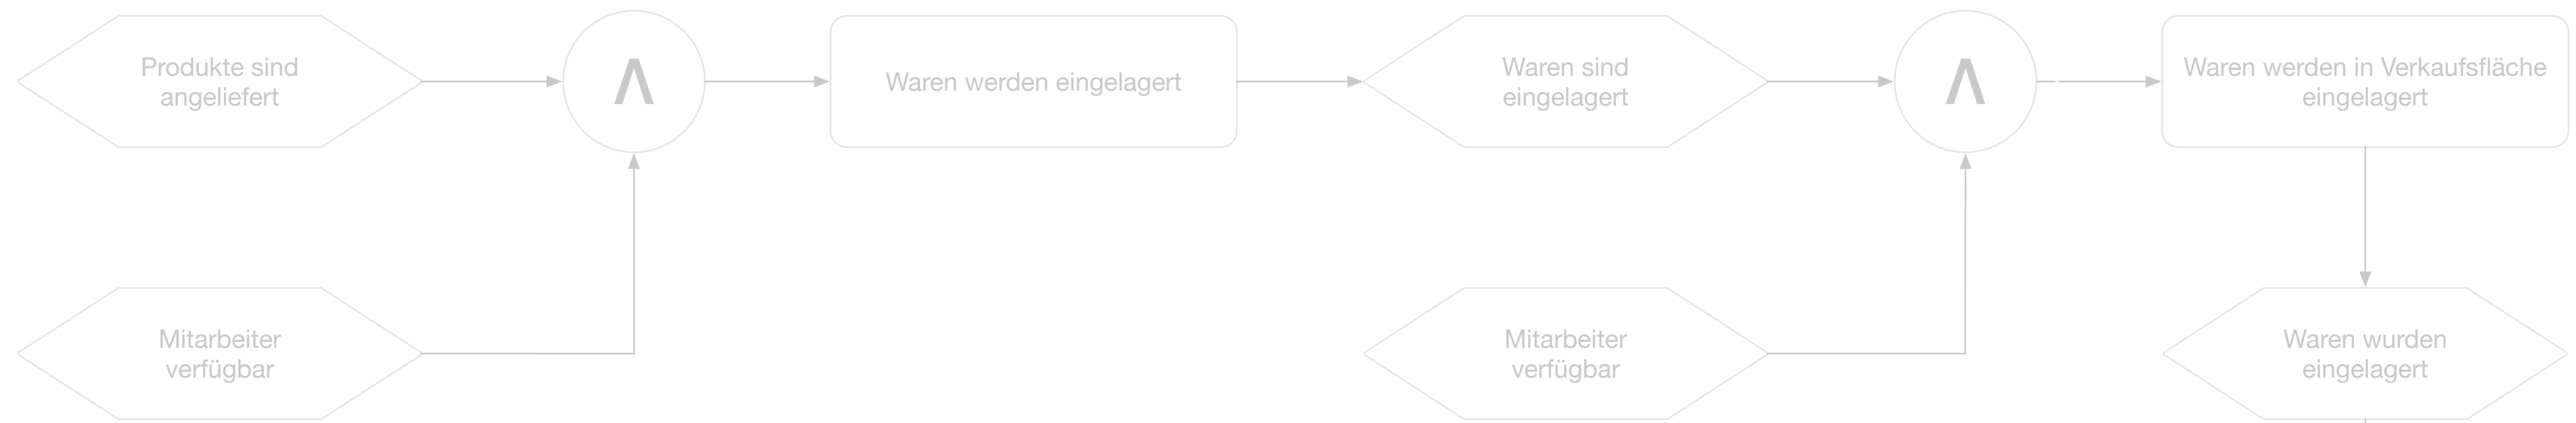 Produkte sind
angeliefert
Λ
Waren werden eingelagert
Waren sind
eingelagert
Λ
Waren werden in Verkaufsfläche
eingelagert
Mitarbeiter
verfügbar
Mitarbeiter
verfügbar
Waren wurden
eingelagert